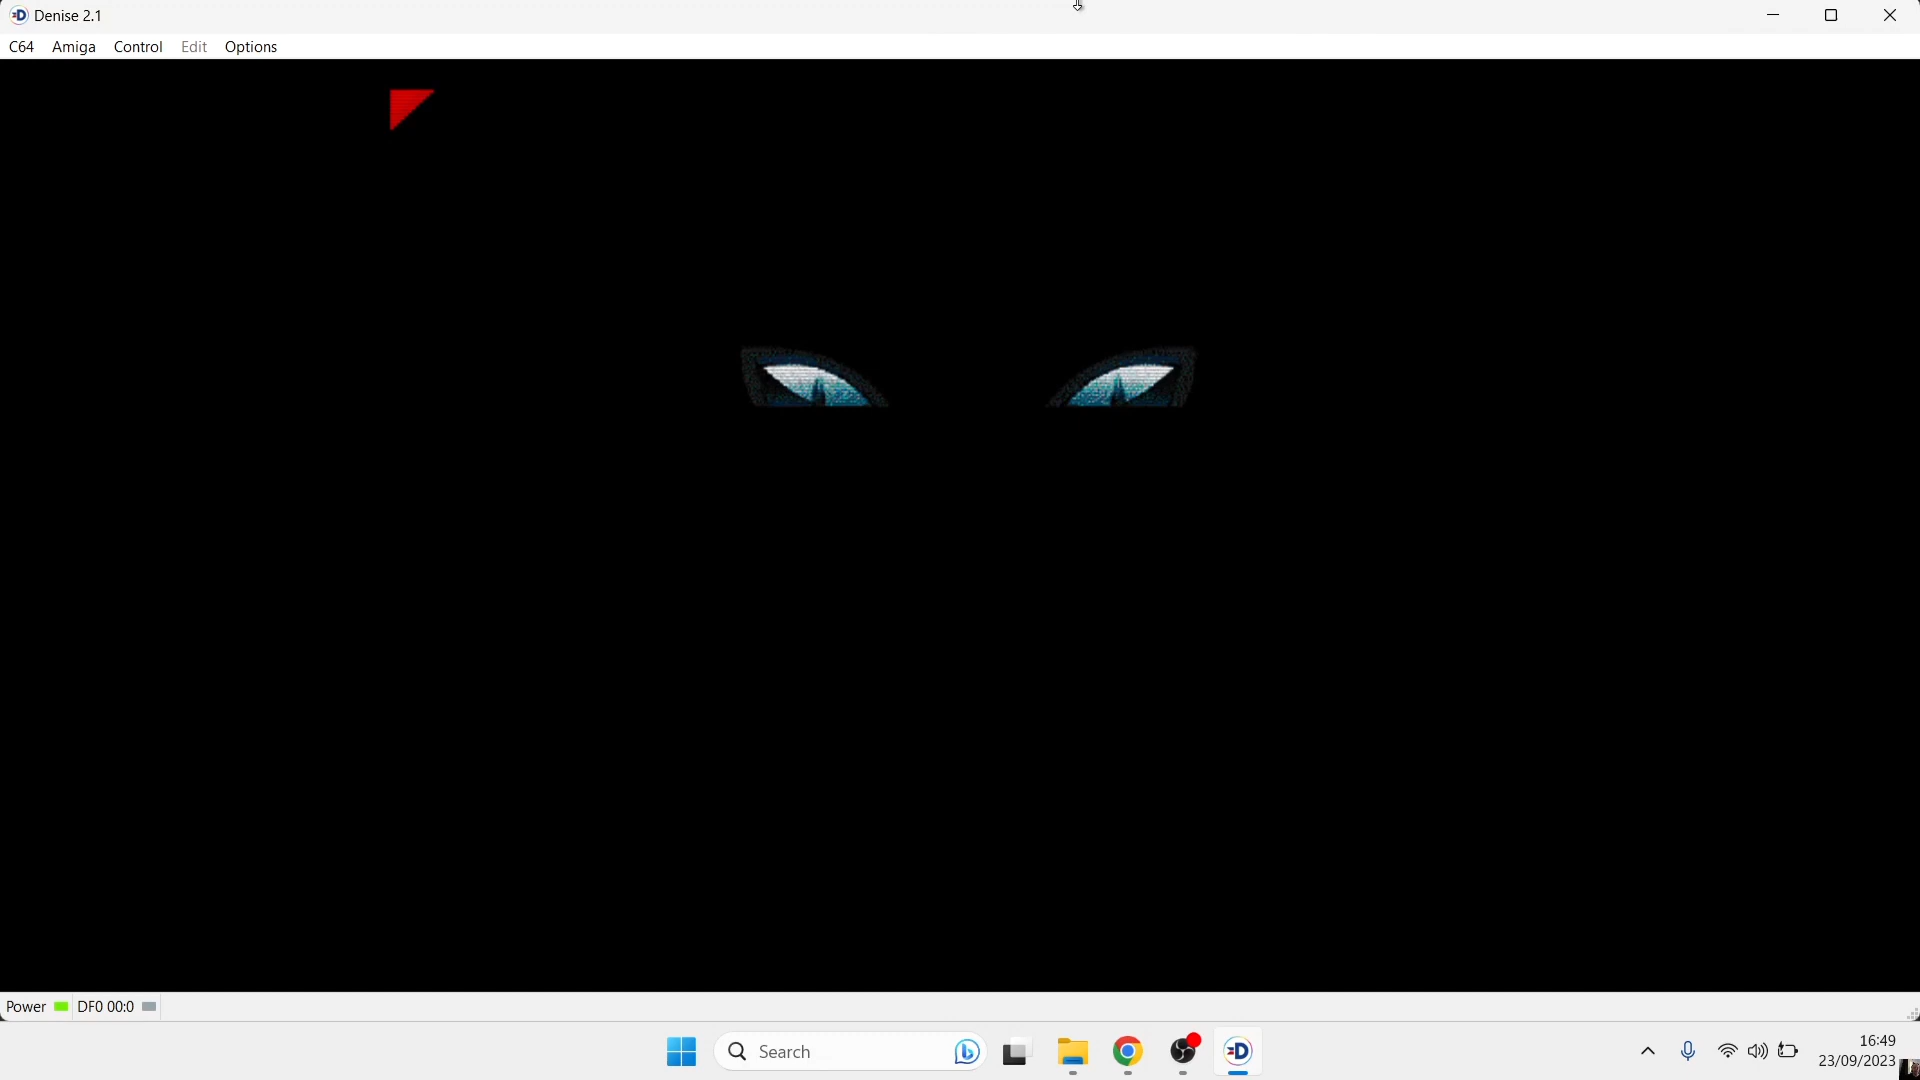 Denise 2.1
C64 Amiga Control Edit Options
Power DF0 00:0
Search
16:49
23/09/2023